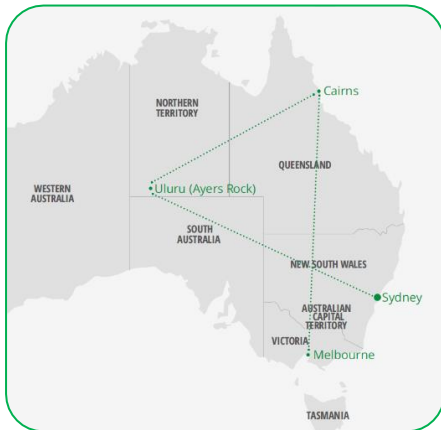 Cairns
NORTHERN
TERRITORY
QUEENSLAND
WESTERN
AUSTRALIA
Uluru (Ayers Rock)
SOUTH
AUSTRALIA
NEW SOUTH WALES
Sydney
AUSTRALIAN
CAPITAL
TERRITORY
VICTORIA
Melbourne
TASMANIA